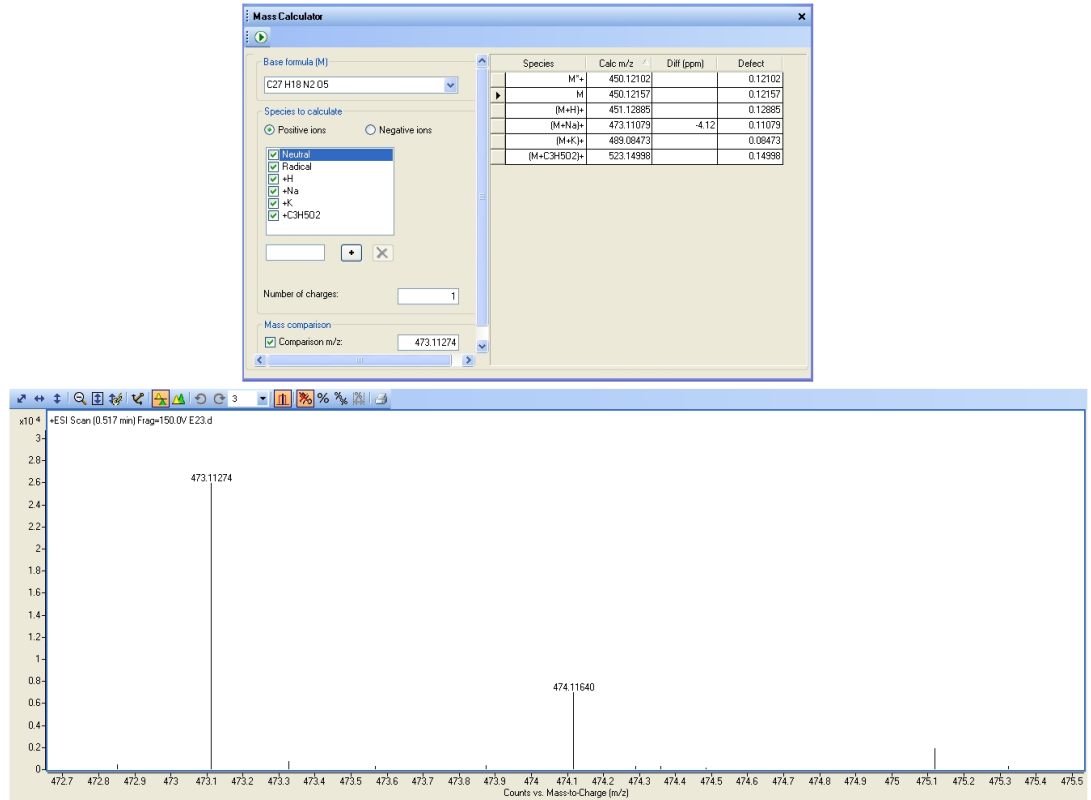 Mass Calculator
Base formula (M)
C27 H18 N2 O5
Species to calculate
Positive ions Negative ions
Neutral
Radical
+H
+Na
+K
+C3H5O2
+
Number of charges: 1
Mass comparison
Comparison m/z: 473.11274
Species Calc m/z Diff (ppm) Defect
M*+ 450.12102 0.12102
M 450.12157 0.12157
(M+H)+ 451.12885 0.12885
(M+Na)+ 473.11079 -4.12 0.11079
(M+K)+ 489.08473 0.08473
(M+C3H5O2)+ 523.14998 0.14998
3
x10 4 +ESI Scan (0.517 min) Frag=150.0V E23.d
3
2.8
2.6
2.4
2.2
2
1.8
1.6
1.4
1.2
1
0.8
0.6
0.4
0.2
0
473.11274
474.11640
472.7 472.8 472.9 473 473.1 473.2 473.3 473.4 473.5 473.6 473.7 473.8 473.9 474 474.1 474.2 474.3 474.4 474.5 474.6 474.7 474.8 474.9 475 475.1 475.2 475.3 475.4 475.5
Counts vs. Mass-to-Charge (m/z)